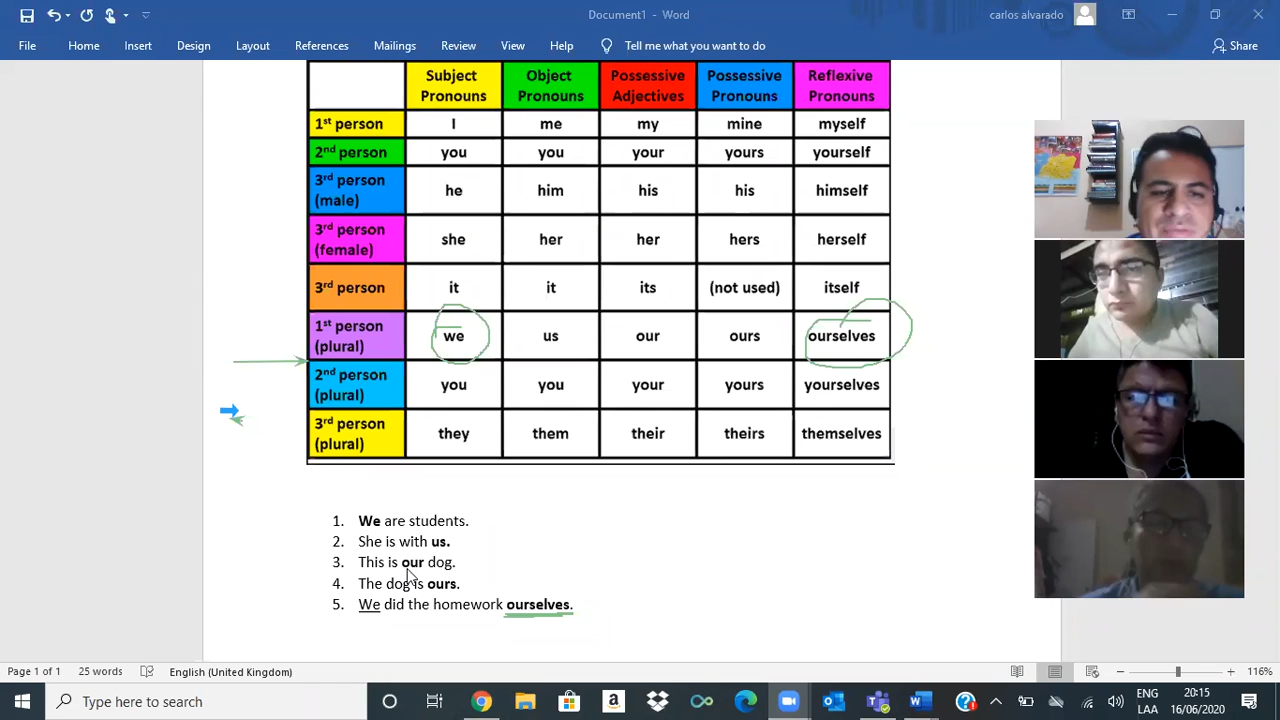 Document1 - Word
carlos alvarado
File Home Insert Design Layout References Mailings Review View Help Tell me what you want to do Share
Subject Pronouns Object Pronouns Possessive Adjectives Possessive Pronouns Reflexive Pronouns
1st person I me my mine myself
2nd person you you your yours yourself
3rd person (male) he him his his himself
3rd person (female) she her her hers herself
3rd person it it its (not used) itself
1st person (plural) we us our ours ourselves
2nd person (plural) you you your yours yourselves
3rd person (plural) they them their theirs themselves
1. We are students.
2. She is with us.
3. This is our dog.
4. The dog is ours.
5. We did the homework ourselves.
Page 1 of 1 25 words English (United Kingdom) 116%
Type here to search
ENG 20:15
LAA 16/06/2020